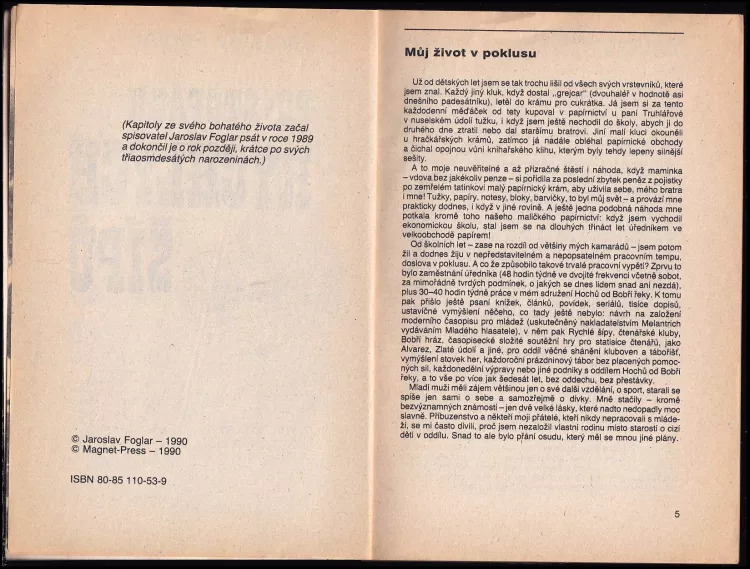 (Kapitoly ze svého bohatého života začal
spisovatel Jaroslav Foglar psát v roce 1989
a dokončil je o rok později, krátce po svých
třiaosmdesátých narozeninách.)
© Jaroslav Foglar – 1990
© Magnet-Press – 1990
ISBN 80-85 110-53-9
Můj život v poklusu
Už od dětských let jsem se tak trochu lišil od všech svých vrstevníků, které
jsem znal. Každý jiný kluk, když dostal „grejcar" (dvouhaléř v hodnotě asi
dnešního padesátníku), letěl do krámu pro cukrátka. Já jsem si za tento
každodenní měďáček od tety kupoval v papírnictví u paní Truhlářové
v nuselském údolí tužku, i když jsem ještě nechodil do školy, abych ji do
druhého dne ztratil nebo dal staršímu bratrovi. Jiní malí kluci okouněli
u hračkářských krámů, zatímco já nadále obléhal papírnické obchody
a čichal opojnou vůni knihařského klihu, kterým byly tehdy lepeny silnější
sešity.
A to moje neuvěřitelné a až přízračné štěstí i náhoda, když maminka
– vdova bez jakékoliv penze – si pořídila za poslední zbytek peněz z pojistky
po zemřelém tatínkovi malý papírnický krám, aby uživila sebe, mého bratra
i mne! Tužky, papíry, notesy, bloky, barvičky, to byl můj svět – a provází mne
prakticky dodnes, i když v jiné rovině. A ještě jedna podobná náhoda mne
potkala kromě toho našeho maličkého papírnictví: když jsem vychodil
ekonomickou školu, stal jsem se na dlouhých třináct let úředníkem ve
velkoobchodě papírem!
Od školních let – zase na rozdíl od většiny mých kamarádů – jsem potom
žil a dodnes žiju v nepředstavitelném a nepopsatelném pracovním tempu,
doslova v poklusu. A co že způsobilo takové trvalé pracovní vypětí? Zprvu to
bylo zaměstnání úředníka (48 hodin týdně ve dvojité frekvenci včetně sobot,
za mimořádně tvrdých podmínek, o jakých se dnes lidem snad ani nezdá),
plus 30–40 hodin týdně práce v mém sdružení Hochů od Bobří řeky. K tomu
pak přišlo ještě psaní knížek, článků, povídek, seriálů, tisíce dopisů,
ustavičné vymýšlení něčeho, co tady ještě nebylo: návrh na založení
moderního časopisu pro mládež (uskutečněný nakladatelstvím Melantrich
vydáváním Mladého hlasatele), v něm pak Rychlé šípy, čtenářské kluby,
Bobří hráz, časopisecké složité soutěžní hry pro statisíce čtenářů, jako
Alvarez, Zlaté údolí a jiné, pro oddíl věčné shánění kluboven a tábořišť,
vymýšlení stovek her, každoroční prázdninový tábor bez placených pomoc-
ných sil, každonedělní výpravy nebo jiné podniky s oddílem Hochů od Bobří
řeky, a to vše po více jak šedesát let, bez oddechu, bez přestávky.
Mladí muži měli zájem většinou jen o své další vzdělání, o sport, starali se
spíše jen sami o sebe a samozřejmě o dívky. Mně stačily – kromě
bezvýznamných známostí – jen dvě velké lásky, které nadto nedopadly moc
slavně. Příbuzenstvo a někteří moji přátelé, kteří nikdy nepracovali s mláde-
ží, se mi často divili, proč jsem nezaložil vlastní rodinu místo starostí o cizí
děti v oddílu. Snad to ale bylo přání osudu, který měl se mnou jiné plány.
5